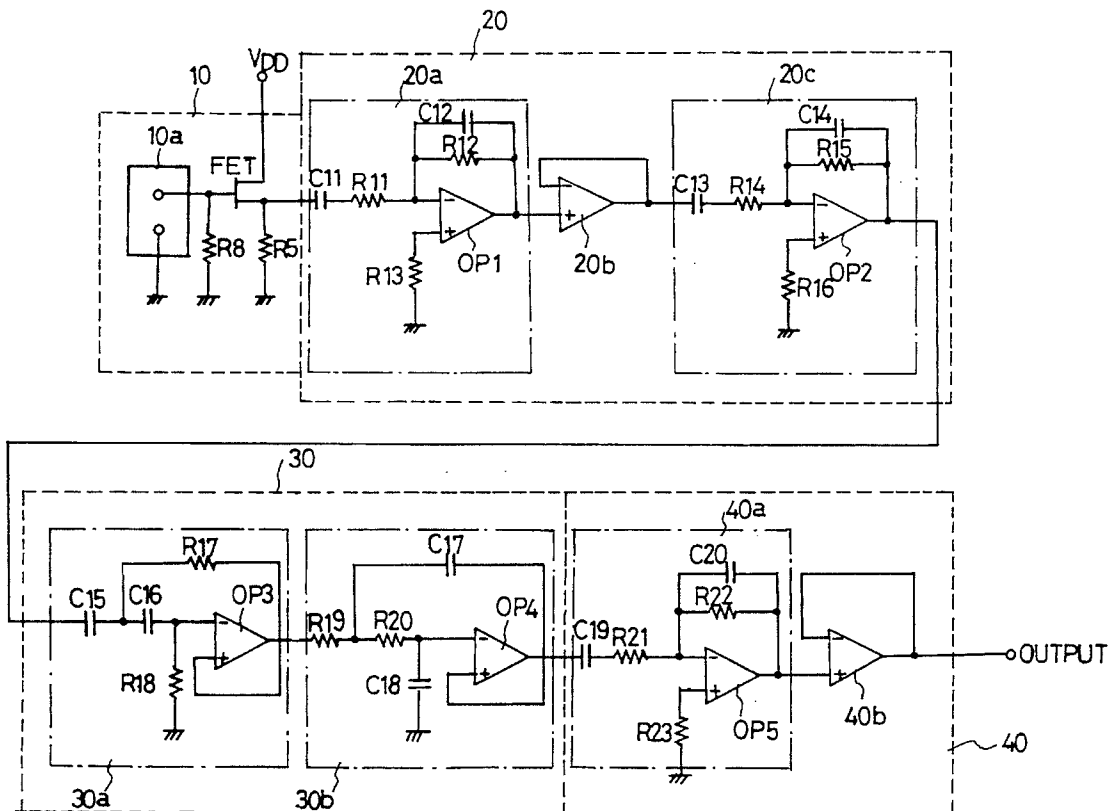 20
VDD
10
20a
20c
10a
C12
C14
FET
R12
R15
C11
R11
C13
R14
-
-
-
+
+
+
R8
R5
R13
OP1
20b
R16
OP2
30
40a
R17
C17
C20
C15
C16
OP3
R22
R19
R20
OP4
C19
R21
-
-
-
-
+
+
+
+
OUTPUT
R18
C18
R23
OP5
40b
40
30a
30b